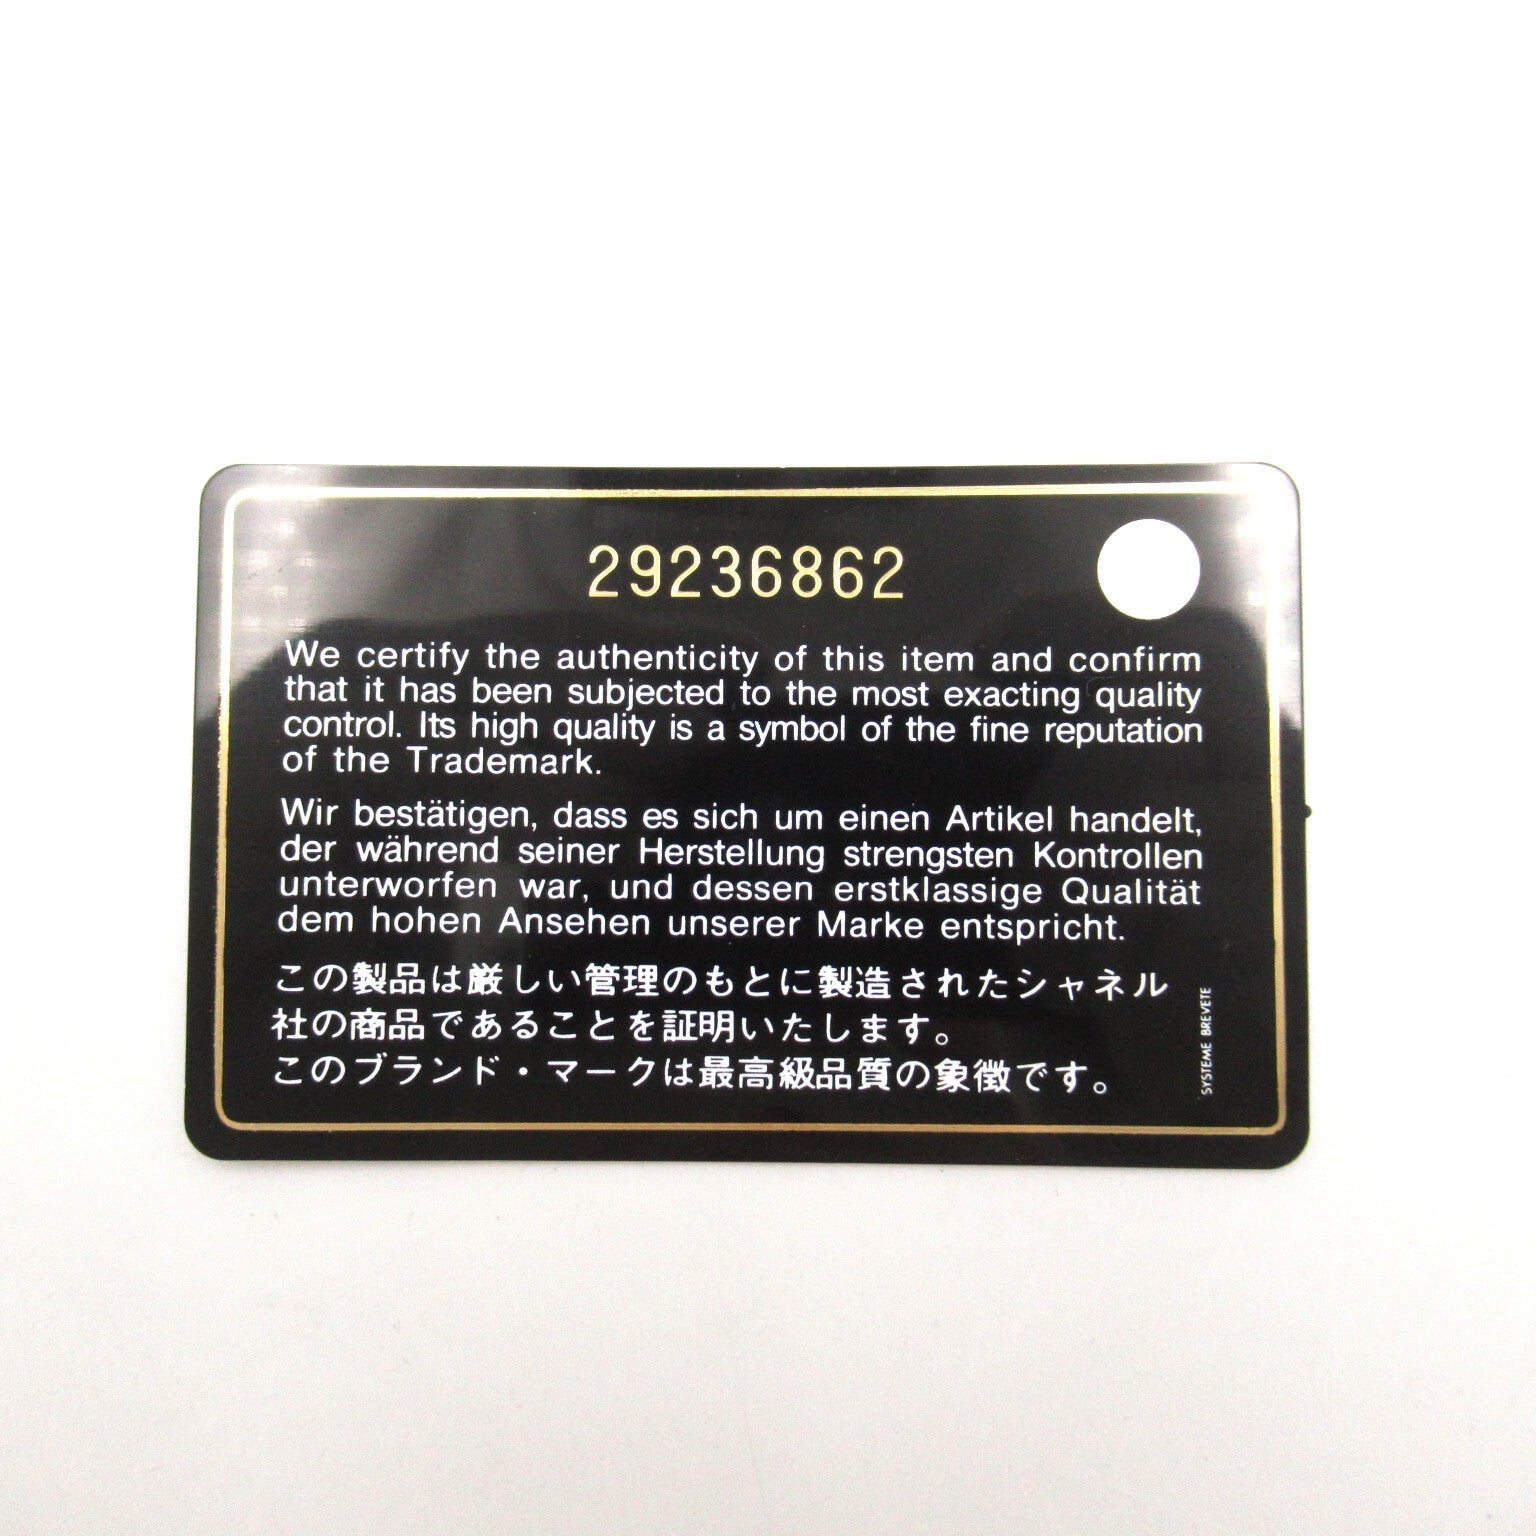 29236862
We certify the authenticity of this item and confirm
that it has been subjected to the most exacting quality
control. Its high quality is a symbol of the fine reputation
of the Trademark.
Wir bestätigen, dass es sich um einen Artikel handelt,
der während seiner Herstellung strengsten Kontrollen
unterworfen war, und dessen erstklassige Qualität
dem hohen Ansehen unserer Marke entspricht.
この製品は厳しい管理のもとに製造されたシャネル
社の商品であることを証明いたします。
このブランド・マークは最高級品質の象徴です。
SYSTEME BREVETE